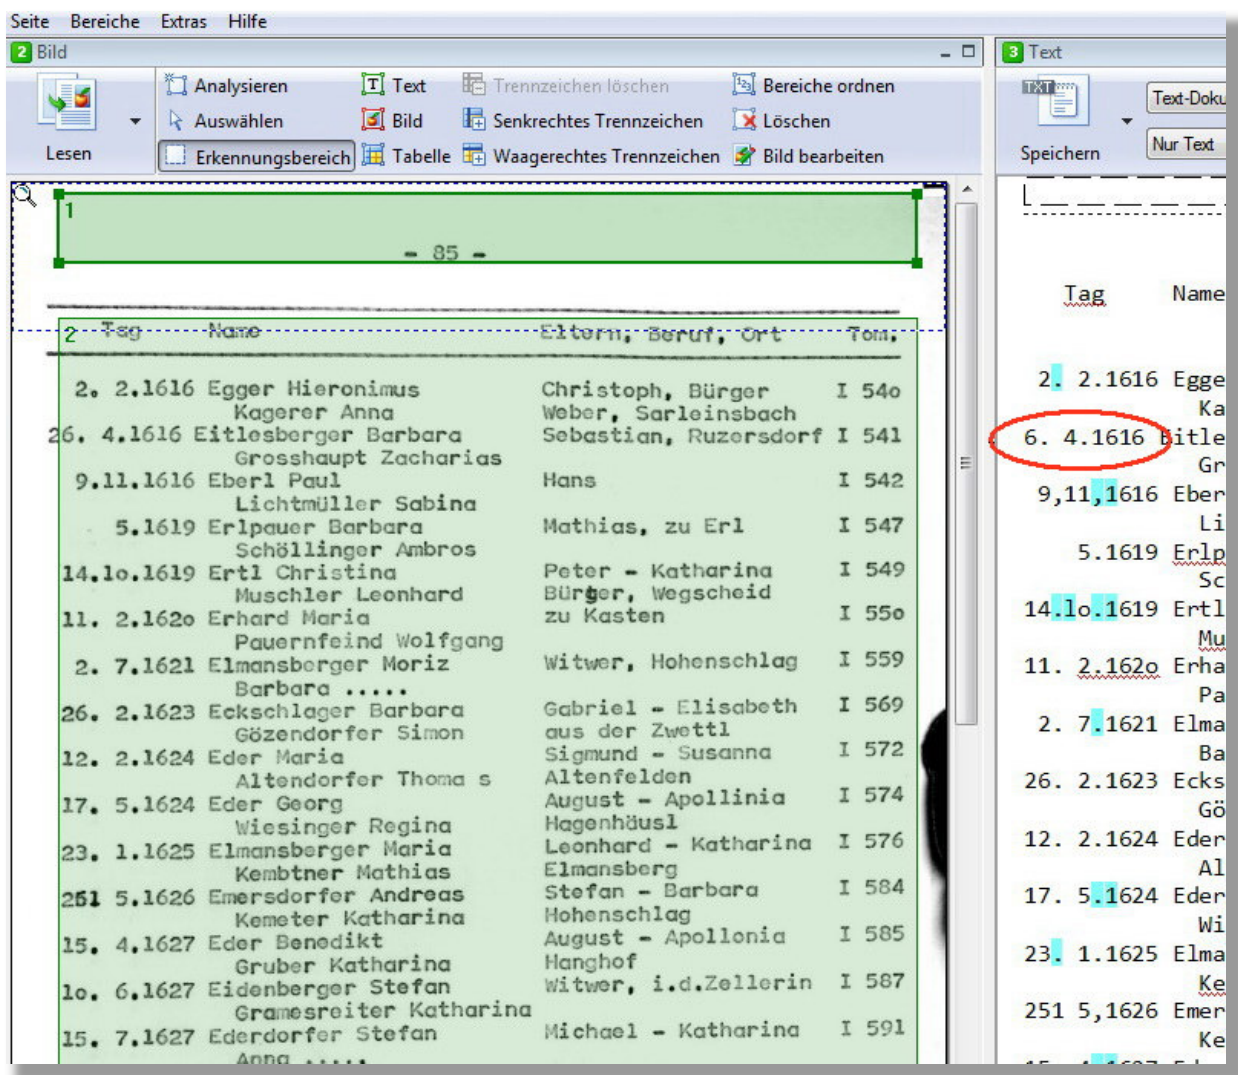 Seite Bereiche Extras Hilfe
2 Bild
Analysieren Text Trennzeichen löschen Bereiche ordnen
Auswählen Bild Senkrechtes Trennzeichen Löschen
Lesen Erkennungsbereich Tabelle Waagerechtes Trennzeichen Bild bearbeiten
1
- 85 -
2 Tag Name Eltern, Beruf, Ort Tom.
2. 2.1616 Egger Hieronimus Christoph, Bürger I 54o
Kagerer Anna Weber, Sarleinsbach
26. 4.1616 Eitlesberger Barbara Sebastian, Ruzersdorf I 541
Grosshaupt Zacharias
9.11.1616 Eberl Paul Hans I 542
Lichtmüller Sabina
5.1619 Erlpauer Barbara Mathias, zu Erl I 547
Schöllinger Ambros
14.lo.1619 Ertl Christina Peter - Katharina I 549
Muschler Leonhard Bürger, Wegscheid
11. 2.162o Erhard Maria zu Kasten I 55o
Pauernfeind Wolfgang
2. 7.1621 Elmansberger Moriz Witwer, Hohenschlag I 559
Barbara .....
26. 2.1623 Eckschlager Barbara Gabriel - Elisabeth I 569
Gözendorfer Simon aus der Zwettl
12. 2.1624 Eder Maria Sigmund - Susanna I 572
Altendorfer Thoma s Altenfelden
17. 5.1624 Eder Georg August - Apollinia I 574
Wiesinger Regina Hagenhäusl
23. 1.1625 Elmansberger Maria Leonhard - Katharina I 576
Kembtner Mathias Elmansberg
251 5.1626 Emersdorfer Andreas Stefan - Barbara I 584
Kemeter Katharina Hohenschlag
15. 4.1627 Eder Benedikt August - Apollonia I 585
Gruber Katharina Hanghof
lo. 6.1627 Eidenberger Stefan Witwer, i.d.Zellerin I 587
Gramesreiter Katharina
15. 7.1627 Ederdorfer Stefan Michael - Katharina I 591
Anna .....
3 Text
TXT Text-Doku
Speichern Nur Text
Tag Name
2. 2.1616 Egge
Ka
6. 4.1616 Eitle
Gr
9,11,1616 Eber
Li
5.1619 Erlp
Sc
14.lo.1619 Ertl
Mu
11. 2.162o Erha
Pa
2. 7.1621 Elma
Ba
26. 2.1623 Ecks
Gö
12. 2.1624 Eder
Al
17. 5.1624 Eder
Wi
23. 1.1625 Elma
Ke
251 5,1626 Emer
Ke